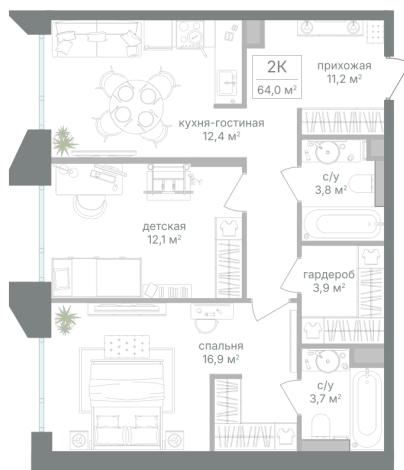 2К
64,0 м²
прихожая
11,2 м²
кухня-гостиная
12,4 м²
с/у
3,8 м²
детская
12,1 м²
гардероб
3,9 м²
спальня
16,9 м²
с/у
3,7 м²